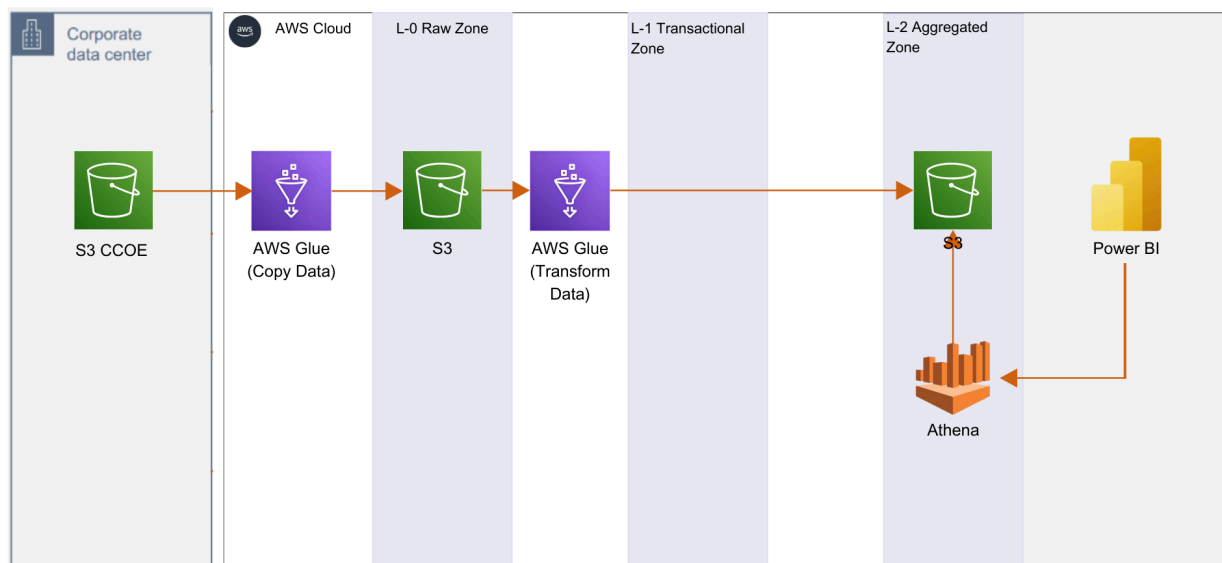 Corporate
data center
aws
AWS Cloud
L-0 Raw Zone
L-1 Transactional
Zone
L-2 Aggregated
Zone
S3 CCOE
AWS Glue
(Copy Data)
S3
AWS Glue
(Transform
Data)
S3
Power BI
Athena